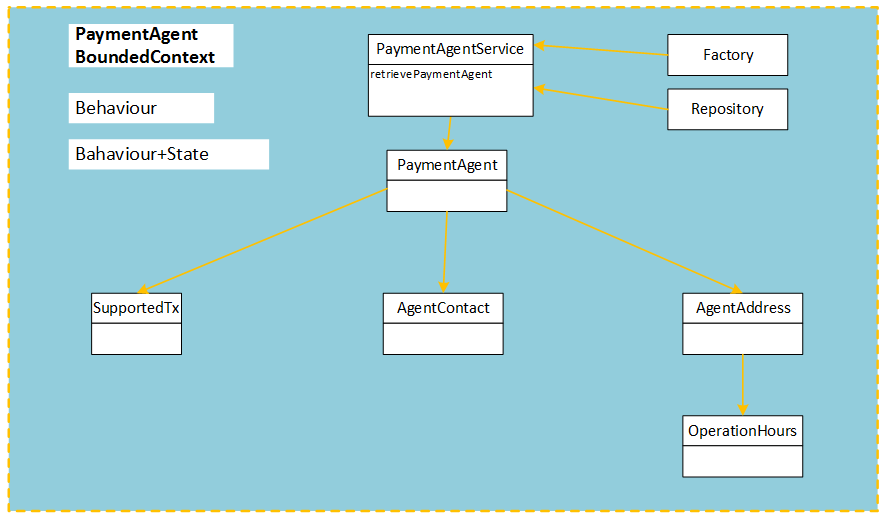 PaymentAgent
BoundedContext
Behaviour
Bahaviour+State
PaymentAgentService
retrievePaymentAgent
Factory
Repository
PaymentAgent
SupportedTx
AgentContact
AgentAddress
OperationHours